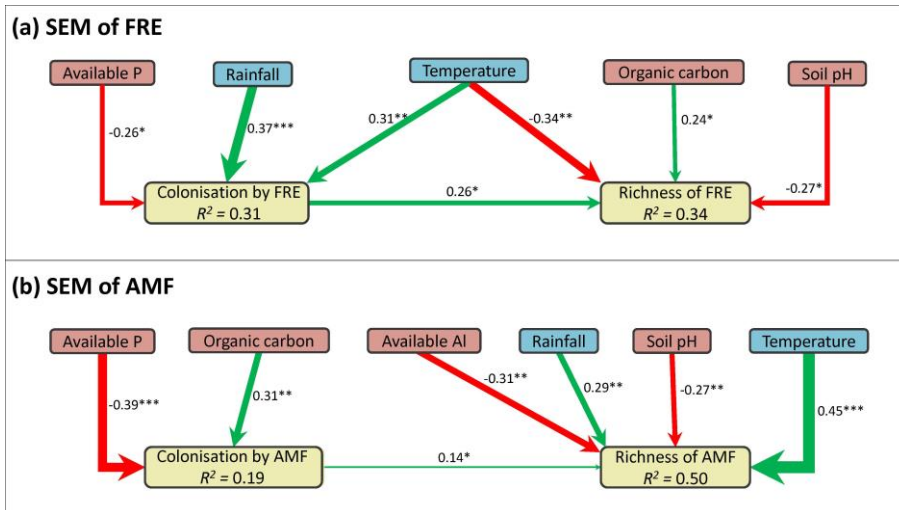 (a) SEM of FRE
Available P
Rainfall
Temperature
Organic carbon
Soil pH
-0.26*
0.37***
0.31**
-0.34**
0.24*
-0.27*
Colonisation by FRE
R² = 0.31
0.26*
Richness of FRE
R² = 0.34
(b) SEM of AMF
Available P
Organic carbon
Available Al
Rainfall
Soil pH
Temperature
-0.39***
0.31**
-0.31**
0.29**
-0.27**
0.45***
Colonisation by AMF
R² = 0.19
0.14*
Richness of AMF
R² = 0.50